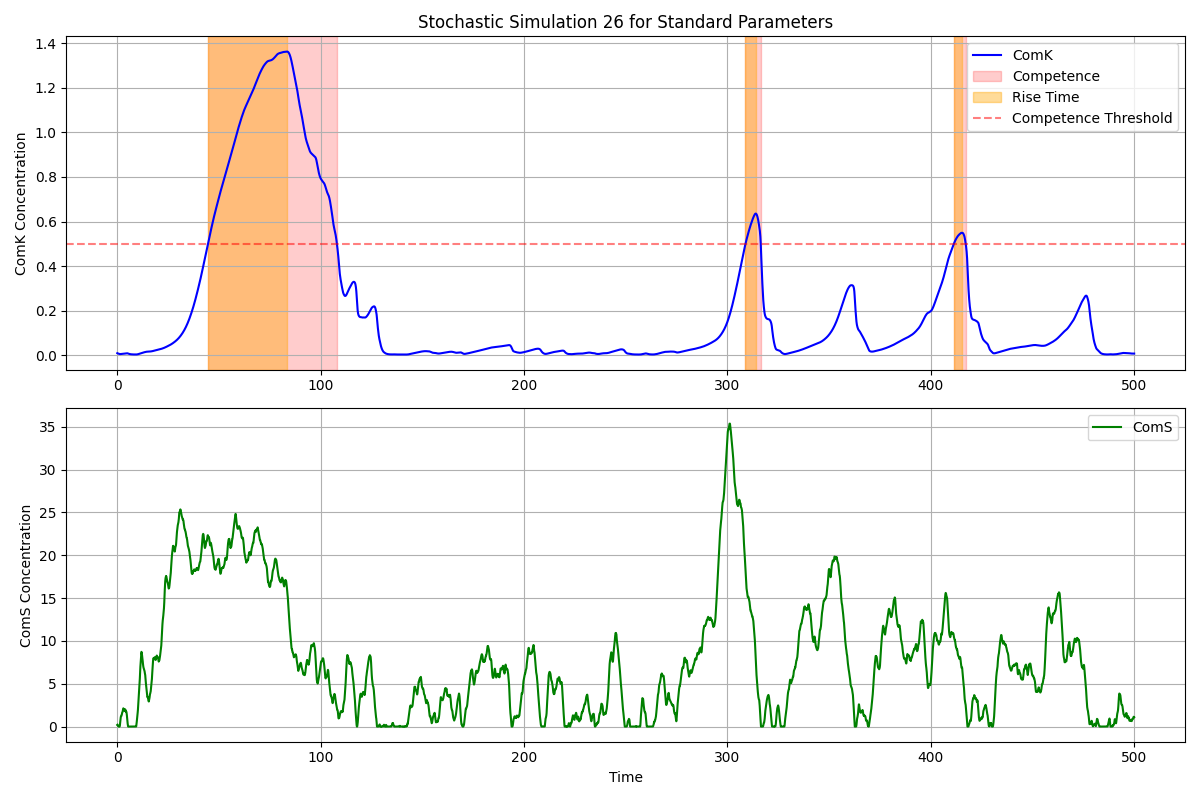 Stochastic Simulation 26 for Standard Parameters
ComK Concentration
1.4
1.2
1.0
0.8
0.6
0.4
0.2
0.0
ComK
Competence
Rise Time
Competence Threshold
0 100 200 300 400 500
ComS Concentration
35
30
25
20
15
10
5
0
ComS
0 100 200 300 400 500
Time